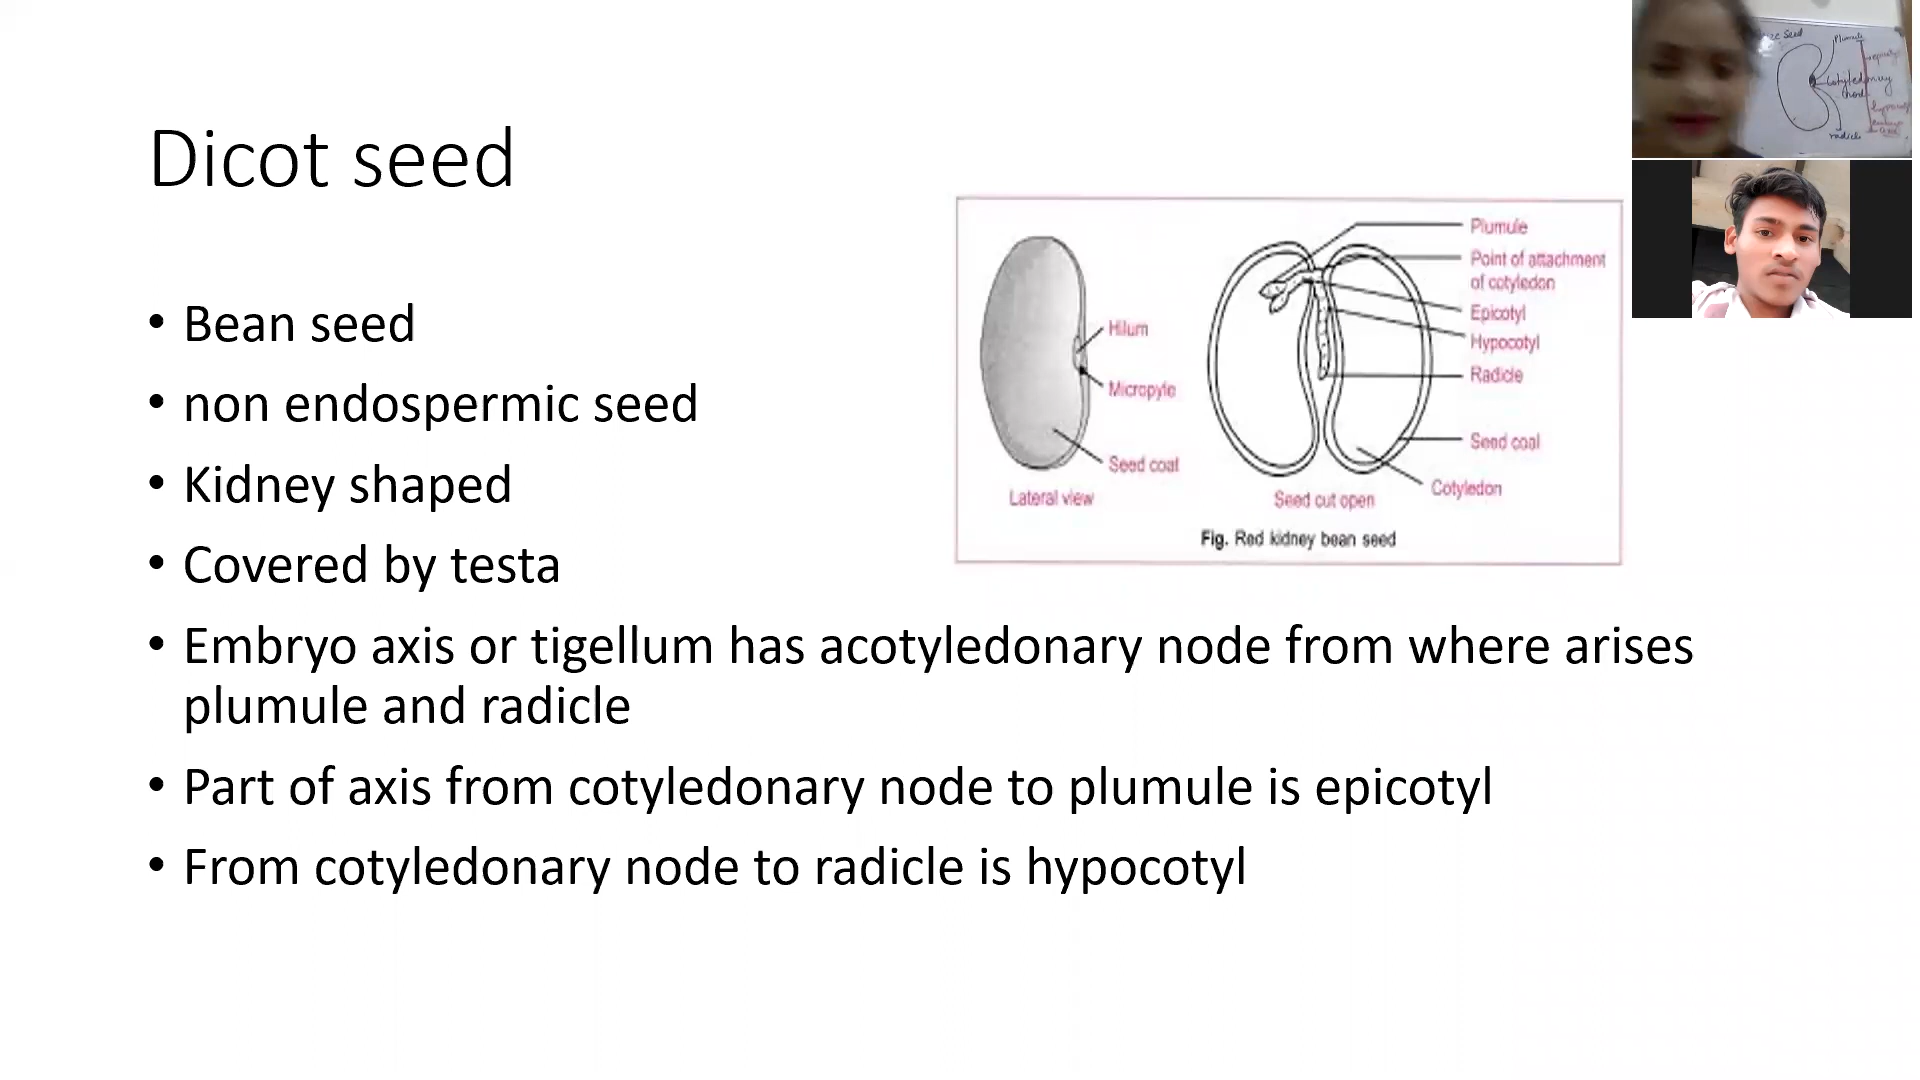 Dicot seed
• Bean seed
• non endospermic seed
• Kidney shaped
• Covered by testa
• Embryo axis or tigellum has acotyledonary node from where arises
plumule and radicle
• Part of axis from cotyledonary node to plumule is epicotyl
• From cotyledonary node to radicle is hypocotyl
Hilum
Micropyle
Seed coat
Lateral view
Plumule
Point of attachment
of cotyledon
Epicotyl
Hypocotyl
Radicle
Seed coat
Cotyledon
Seed cut open
Fig. Red kidney bean seed
Seed
Plumule
radicle